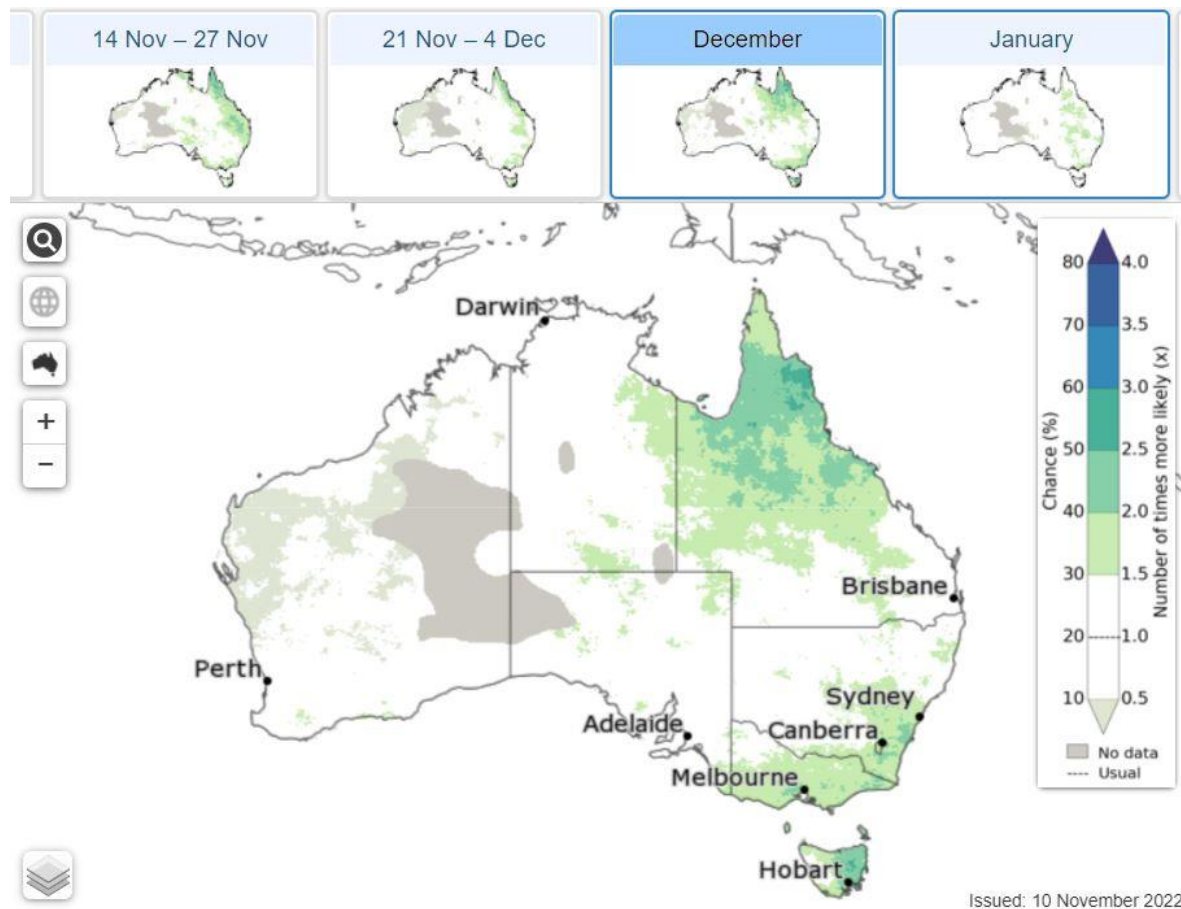 14 Nov – 27 Nov
21 Nov – 4 Dec
December
January
Darwin
Brisbane
Perth
Sydney
Adelaide
Canberra
Melbourne
Hobart
+
−
Chance (%)
80
70
60
50
40
30
20
10
4.0
3.5
3.0
2.5
2.0
1.5
1.0
0.5
Number of times more likely (x)
No data
---- Usual
Issued: 10 November 2022